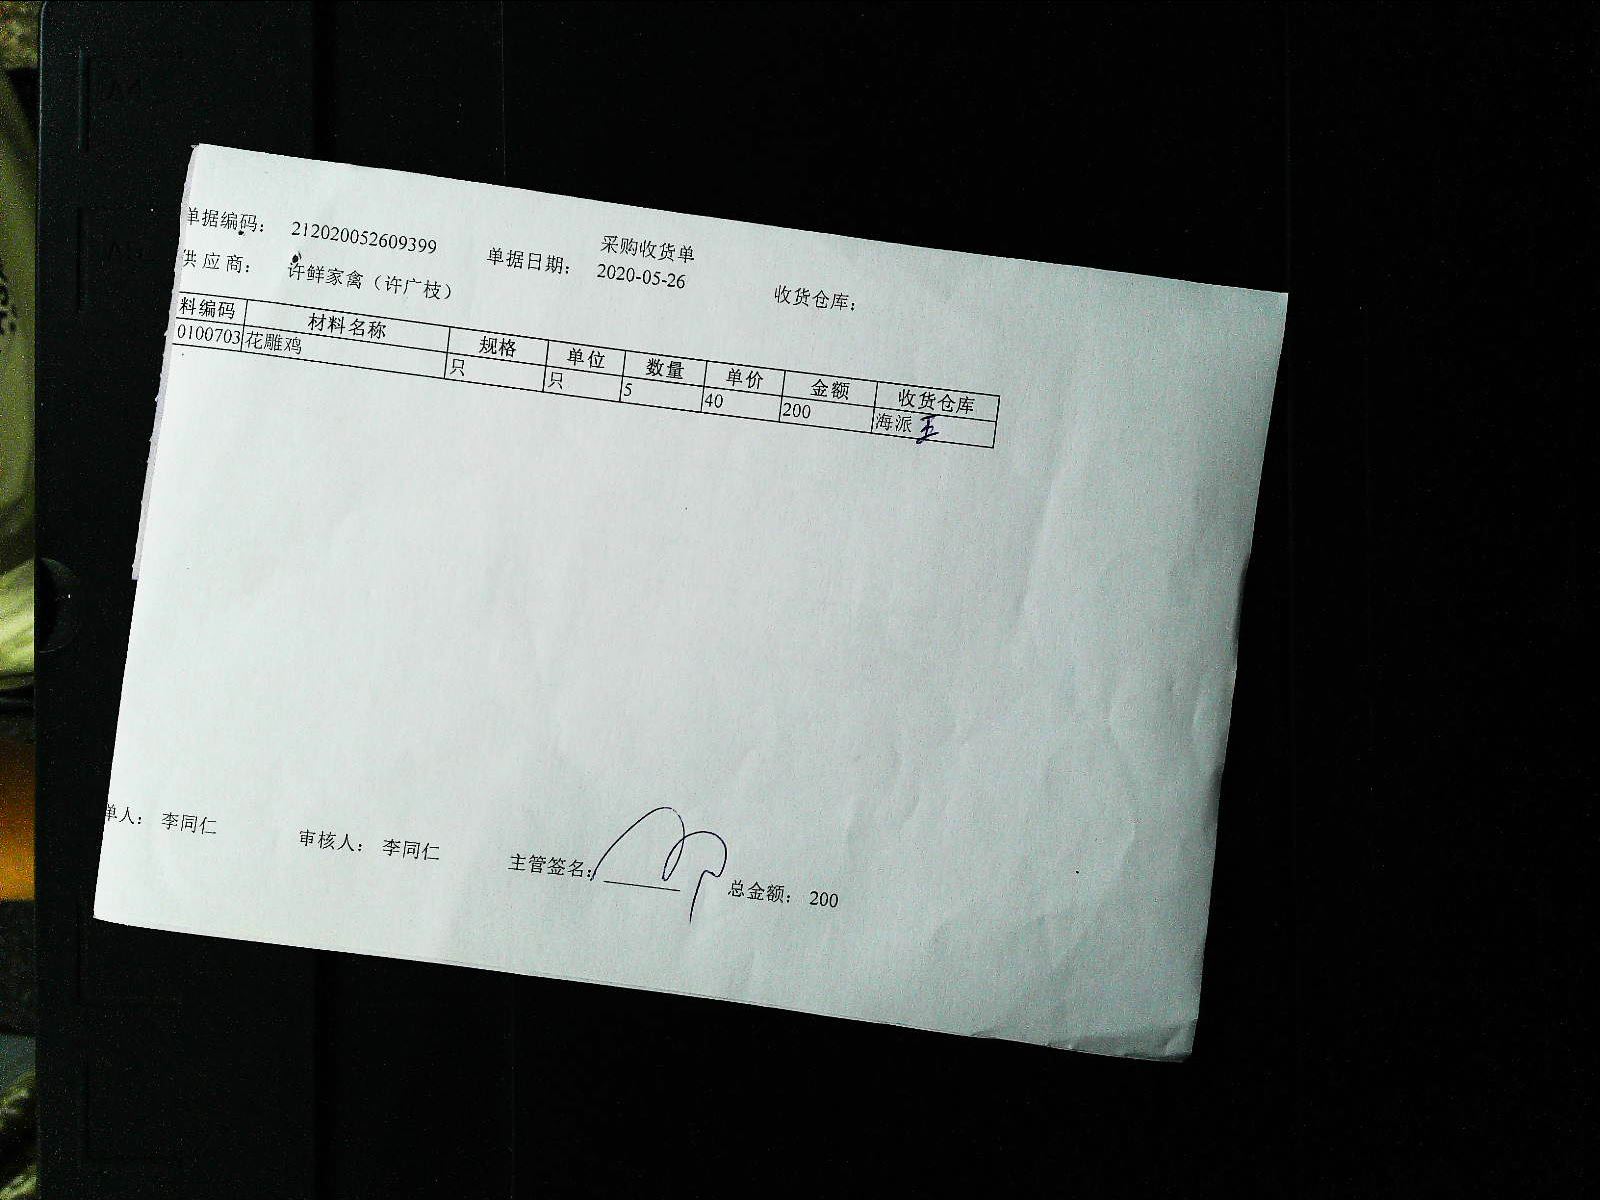 采购收货单
单据编码： 212020052609399 单据日期： 2020-05-26 收货仓库：
供应商： 许鲜家禽（许广枝）
料编码 材料名称 规格 单位 数量 单价 金额 收货仓库
0100703 花雕鸡 只 只 5 40 200 海派
单人： 李同仁 审核人： 李同仁 主管签名： 总金额： 200